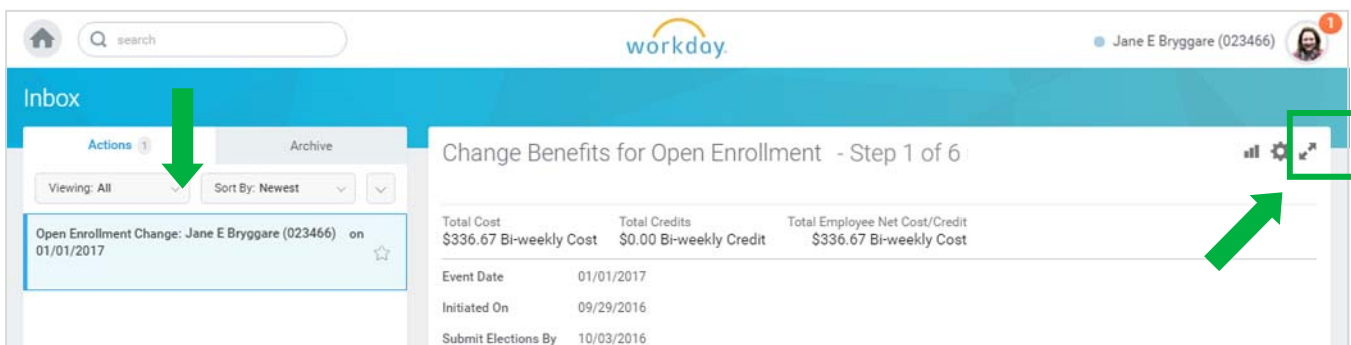 search
workday.
Jane E Bryggare (023466)
1
Inbox
Actions 1
Archive
Viewing: All
Sort By: Newest
Open Enrollment Change: Jane E Bryggare (023466) on
01/01/2017
Change Benefits for Open Enrollment - Step 1 of 6
Total Cost Total Credits Total Employee Net Cost/Credit
$336.67 Bi-weekly Cost $0.00 Bi-weekly Credit $336.67 Bi-weekly Cost
Event Date 01/01/2017
Initiated On 09/29/2016
Submit Elections By 10/03/2016